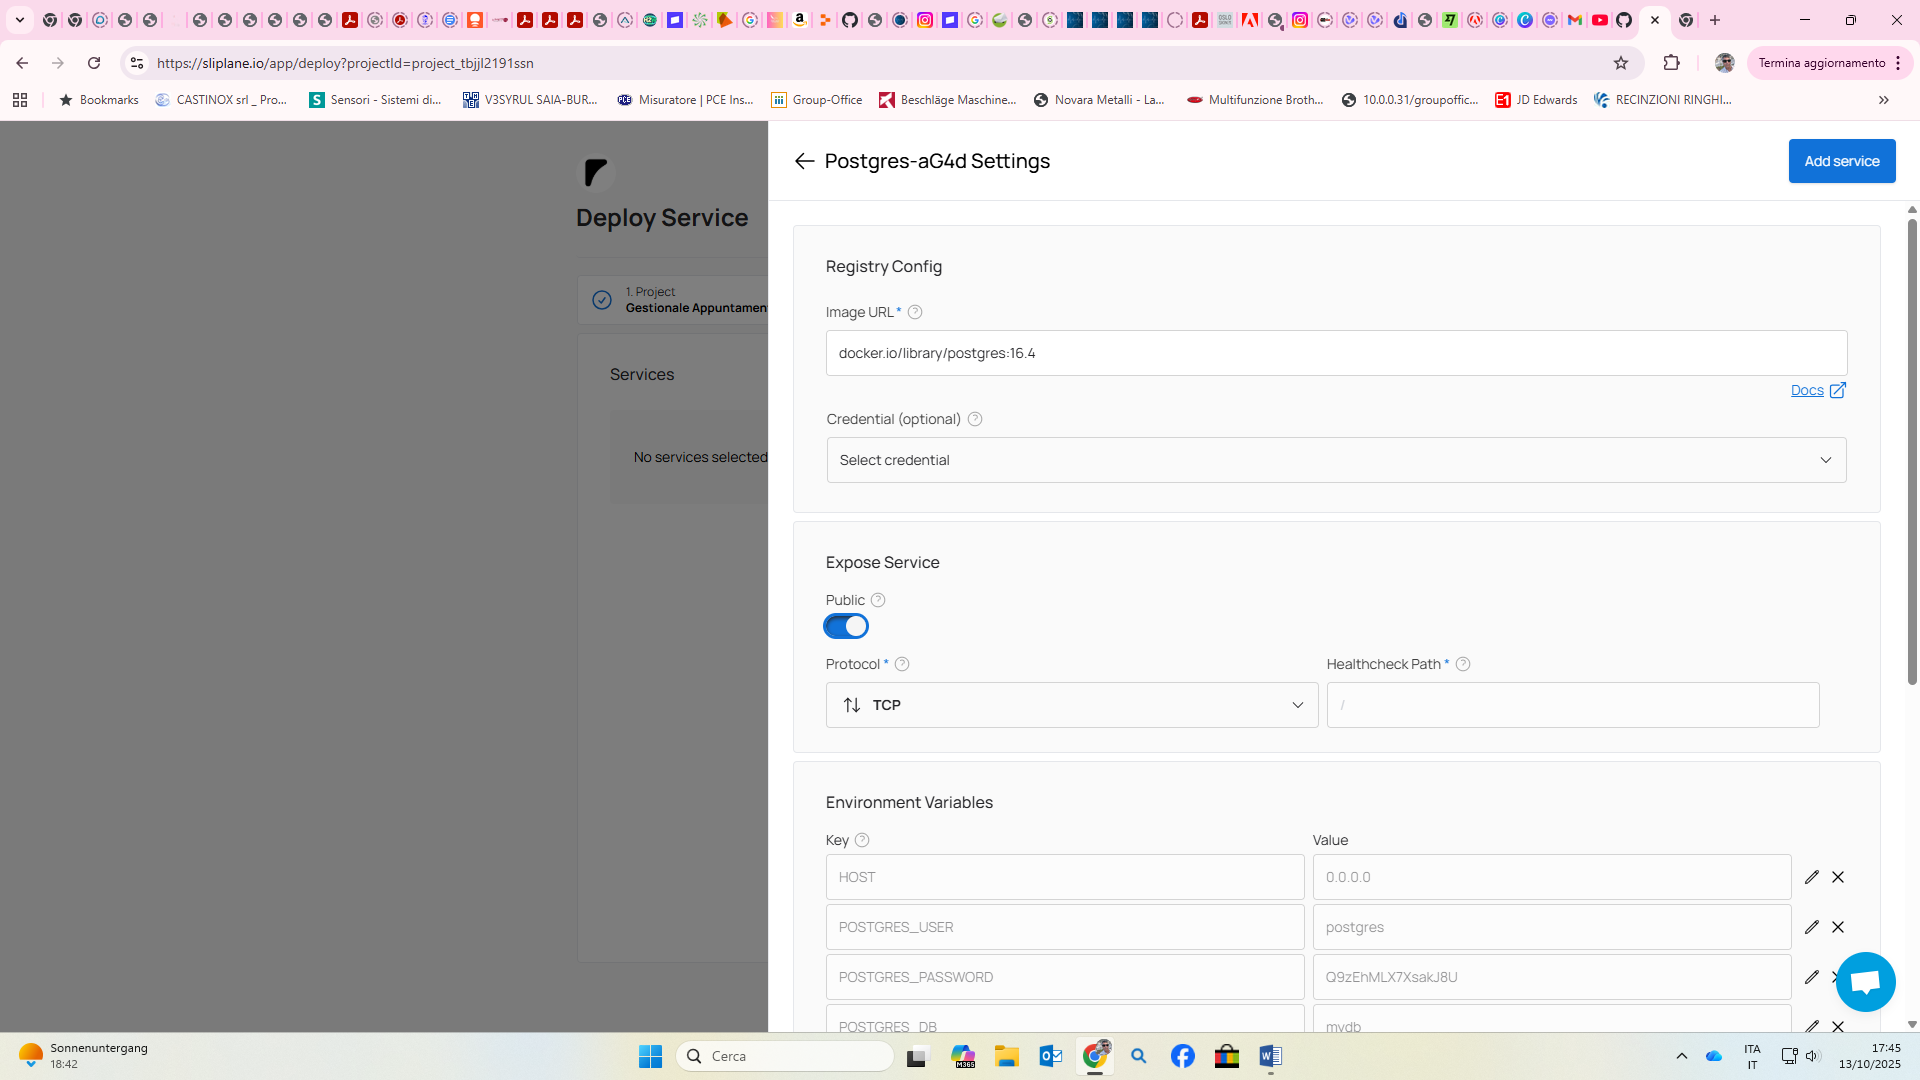 https://sliplane.io/app/deploy?projectId=project_tbjjl2191ssn
Termina aggiornamento
Bookmarks
CASTINOX srl _ Pro...
Sensori - Sistemi di...
V3SYRUL SAIA-BUR...
Misuratore | PCE Ins...
Group-Office
Beschläge Maschine...
Novara Metalli - La...
Multifunzione Broth...
10.0.0.31/groupoffic...
JD Edwards
RECINZIONI RINGHI...
Deploy Service
1. Project
Gestionale Appuntamen
Services
No services selected
Postgres-aG4d Settings
Add service
Registry Config
Image URL *
docker.io/library/postgres:16.4
Docs
Credential (optional)
Select credential
Expose Service
Public
Protocol *
Healthcheck Path *
TCP
/
Environment Variables
Key
Value
HOST
0.0.0.0
POSTGRES_USER
postgres
POSTGRES_PASSWORD
Q9zEhMLX7XsakJ8U
POSTGRES_DB
mydb
Sonnenuntergang
18:42
Cerca
ITA
IT
17:45
13/10/2025